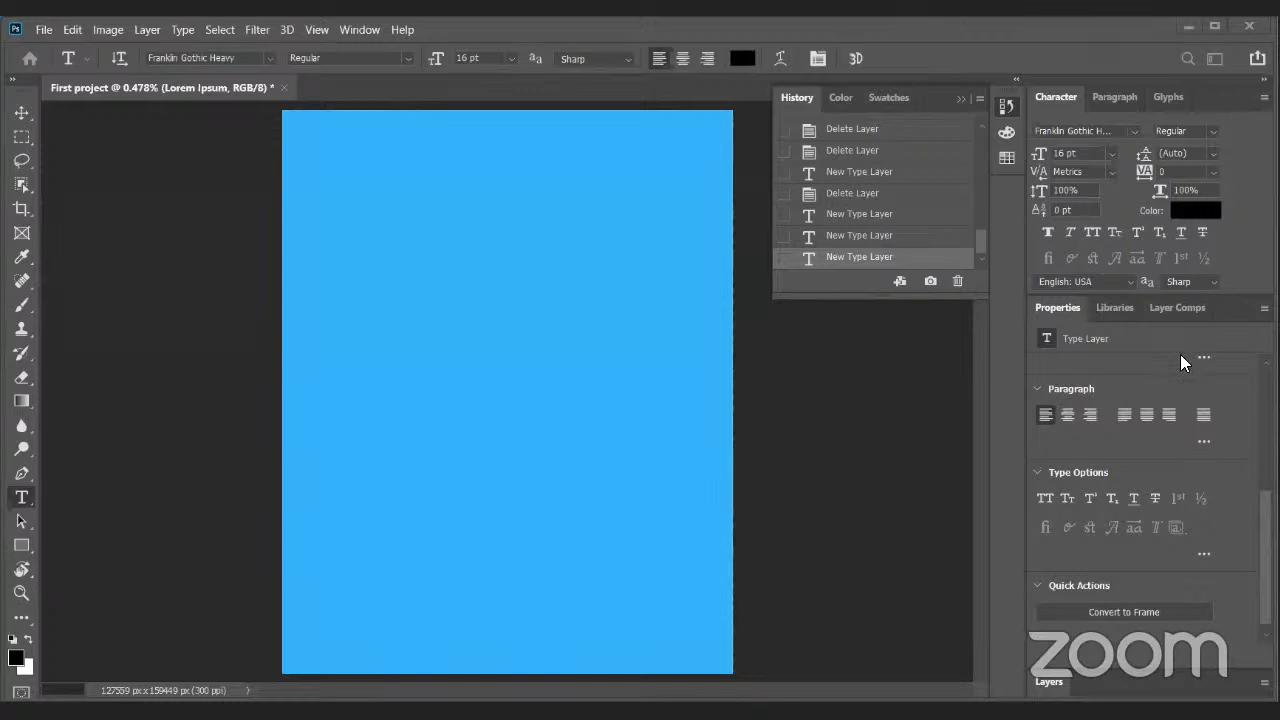 Ps File Edit Image Layer Type Select Filter 3D View Window Help
T Franklin Gothic Heavy Regular 16 pt Sharp 3D
First project @ 0.478% (Lorem Ipsum, RGB/8) *
History Color Swatches
Delete Layer
Delete Layer
New Type Layer
Delete Layer
New Type Layer
New Type Layer
New Type Layer
Character Paragraph Glyphs
Franklin Gothic H... Regular
16 pt (Auto)
Metrics 0
100% 100%
0 pt Color:
English: USA Sharp
Properties Libraries Layer Comps
T Type Layer
Paragraph
Type Options
Quick Actions
Convert to Frame
zoom
Layers
127559 px x 159449 px (300 ppi)